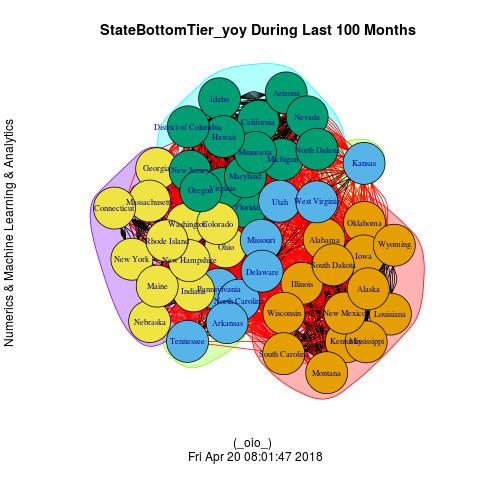 StateBottomTier_yoy During Last 100 Months
Numerics & Machine Learning & Analytics
Idaho
Arizona
District of Columbia
California
Nevada
Hawaii
Minnesota
North Dakota
Michigan
Georgia
New Jersey
Maryland
Kansas
Oregon
Virginia
Connecticut
Massachusetts
Utah
West Virginia
Florida
Washington
Colorado
Oklahoma
Rhode Island
Ohio
Missouri
Alabama
Wyoming
New York
New Hampshire
Iowa
South Dakota
Delaware
Maine
Indiana
Pennsylvania
Illinois
Alaska
North Carolina
Nebraska
Arkansas
Wisconsin
New Mexico
Louisiana
Tennessee
Kentucky
Mississippi
South Carolina
Montana
(_oio_)
Fri Apr 20 08:01:47 2018